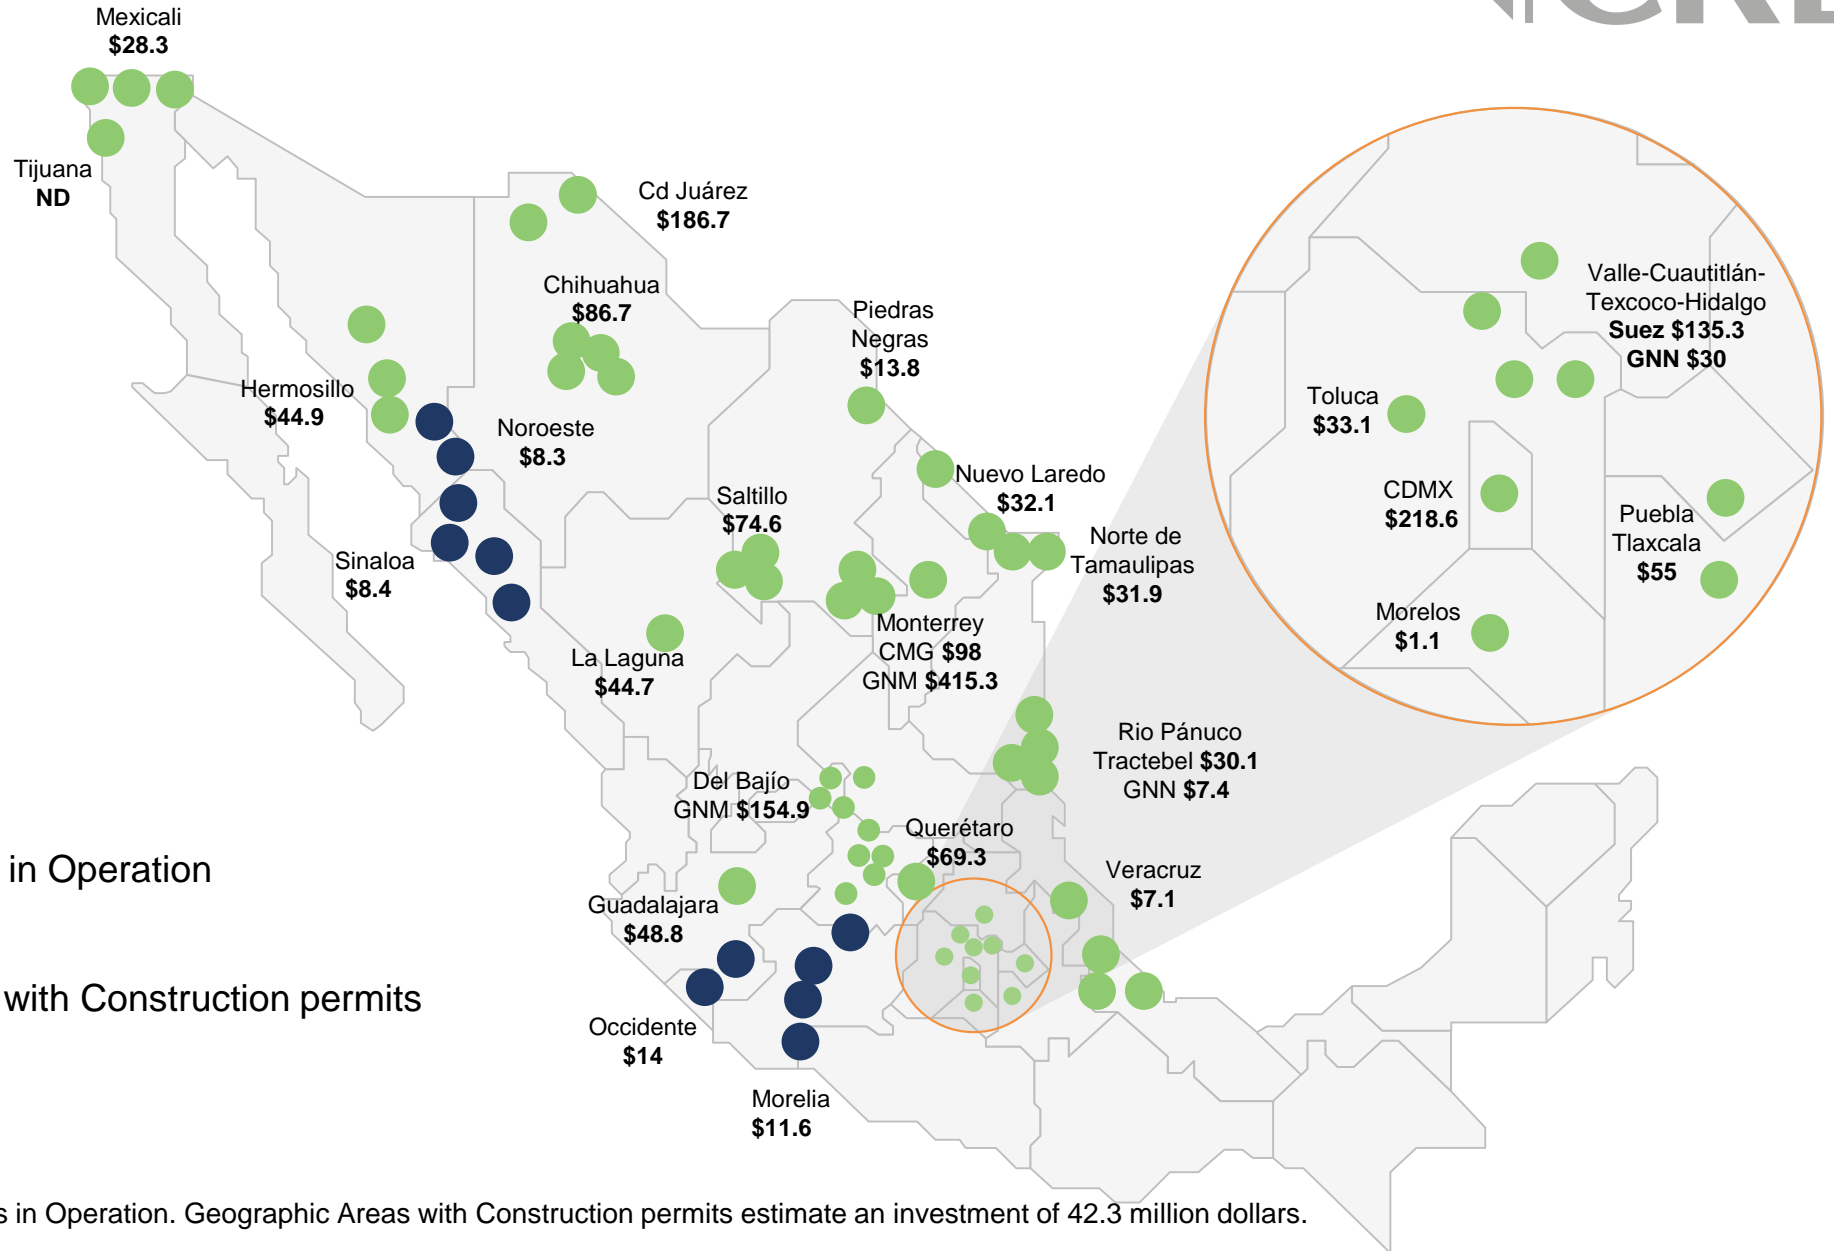 Mexicali
$28.3
Tijuana
ND
Cd Juárez
$186.7
Chihuahua
$86.7
Piedras
Negras
$13.8
Hermosillo
$44.9
Noroeste
$8.3
Nuevo Laredo
$32.1
Saltillo
$74.6
Norte de
Tamaulipas
$31.9
Sinaloa
$8.4
Monterrey
CMG $98
GNM $415.3
La Laguna
$44.7
Valle-Cuautitlán-
Texcoco-Hidalgo
Suez $135.3
GNN $30
Toluca
$33.1
CDMX
$218.6
Puebla
Tlaxcala
$55
Morelos
$1.1
Rio Pánuco
Tractebel $30.1
GNN $7.4
Del Bajío
GNM $154.9
Querétaro
$69.3
Veracruz
$7.1
in Operation
Guadalajara
$48.8
with Construction permits
Occidente
$14
Morelia
$11.6
s in Operation. Geographic Areas with Construction permits estimate an investment of 42.3 million dollars.